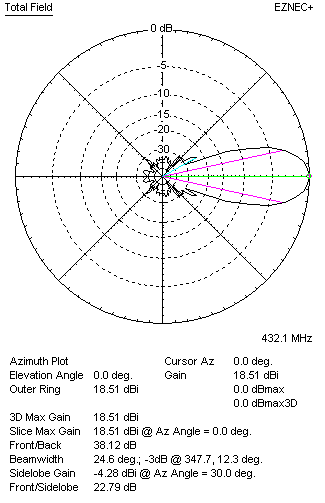 Total Field EZNEC+
0 dB
-5
-10
-15
-20
-30
432.1 MHz
Azimuth Plot Cursor Az 0.0 deg.
Elevation Angle 0.0 deg. Gain 18.51 dBi
Outer Ring 18.51 dBi 0.0 dBmax
0.0 dBmax3D
3D Max Gain 18.51 dBi
Slice Max Gain 18.51 dBi @ Az Angle = 0.0 deg.
Front/Back 38.12 dB
Beamwidth 24.6 deg.; -3dB @ 347.7, 12.3 deg.
Sidelobe Gain -4.28 dBi @ Az Angle = 30.0 deg.
Front/Sidelobe 22.79 dB